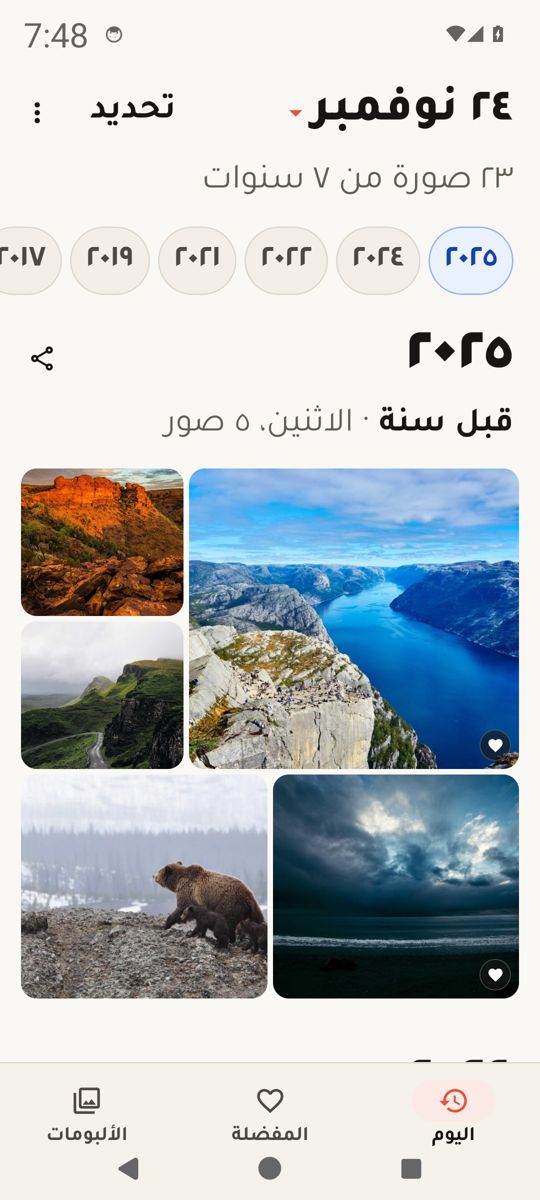 7:48
٢٤ نوفمبر
تحديد
٢٣ صورة من ٧ سنوات
٢٠٢٥ ٢٠٢٤ ٢٠٢٢ ٢٠٢١ ٢٠١٩ ٢٠١٧
٢٠٢٥
قبل سنة · الاثنين، ٥ صور
اليوم المفضلة الألبومات